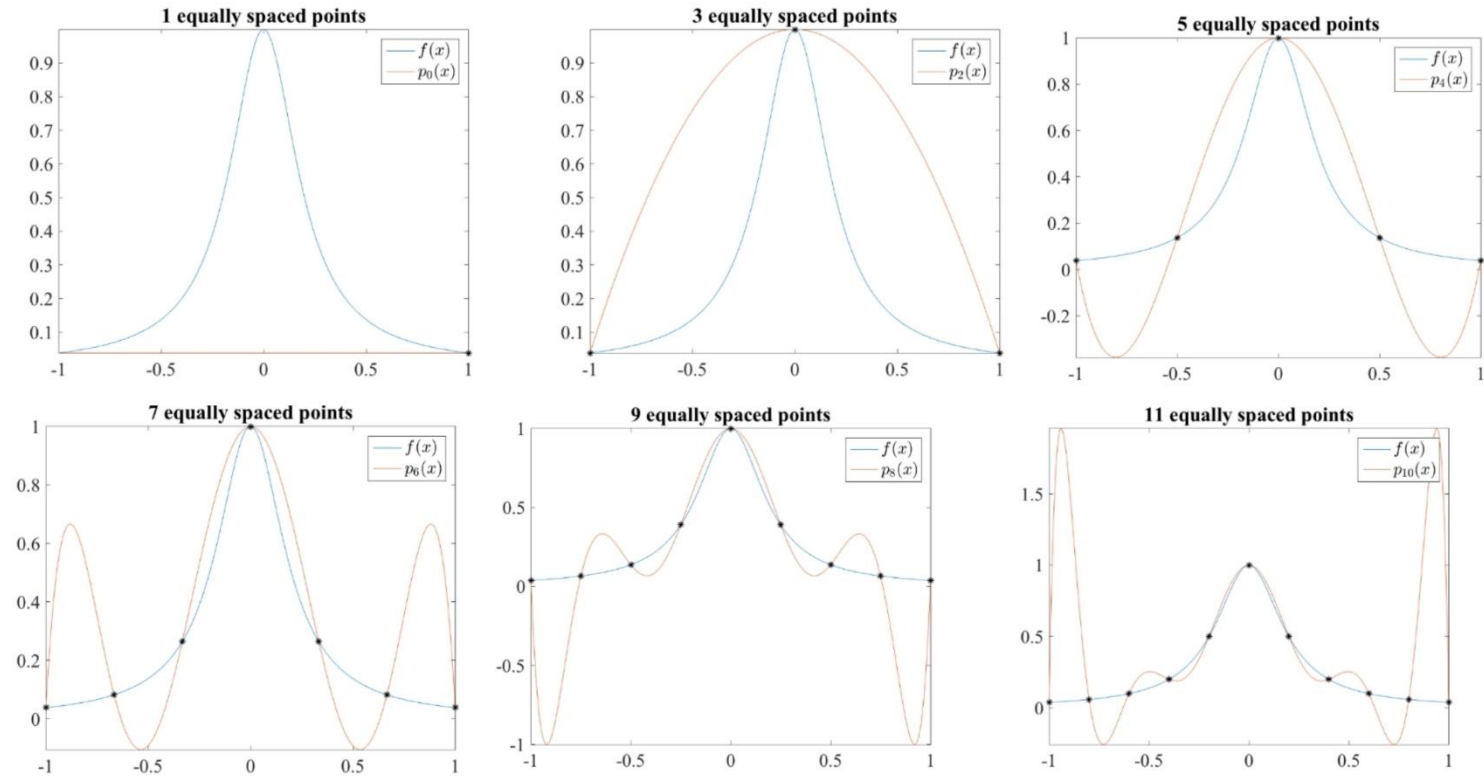 1 equally spaced points
f(x)
p₀(x)
0.9
0.8
0.7
0.6
0.5
0.4
0.3
0.2
0.1
-1 -0.5 0 0.5 1
3 equally spaced points
f(x)
p₂(x)
0.9
0.8
0.7
0.6
0.5
0.4
0.3
0.2
0.1
-1 -0.5 0 0.5 1
5 equally spaced points
f(x)
p₄(x)
1
0.8
0.6
0.4
0.2
0
-0.2
-1 -0.5 0 0.5 1
7 equally spaced points
f(x)
p₆(x)
1
0.8
0.6
0.4
0.2
0
-1 -0.5 0 0.5 1
9 equally spaced points
f(x)
p₈(x)
1
0.5
0
-0.5
-1
-1 -0.5 0 0.5 1
11 equally spaced points
f(x)
p₁₀(x)
1.5
1
0.5
0
-1 -0.5 0 0.5 1